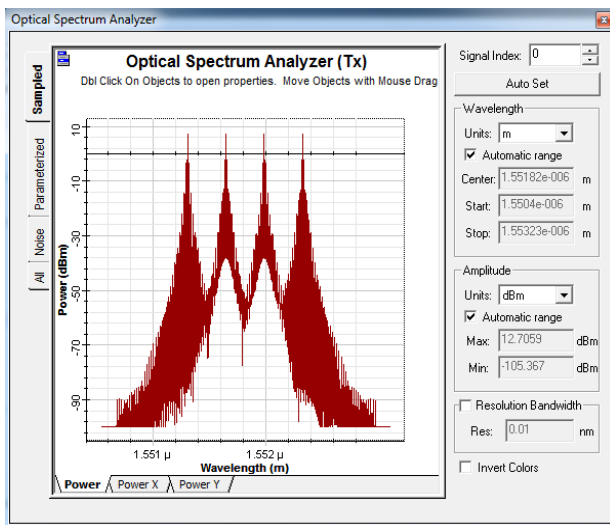 Optical Spectrum Analyzer
Signal Index: 0
Auto Set
Wavelength
Units: m
Automatic range
Center: 1.55182e-006 m
Start: 1.5504e-006 m
Stop: 1.55323e-006 m
Amplitude
Units: dBm
Automatic range
Max: 12.7059 dBm
Min: -105.367 dBm
Resolution Bandwidth
Res: 0.01 nm
Invert Colors
Sampled
Parameterized
Noise
All
Optical Spectrum Analyzer (Tx)
Dbl Click On Objects to open properties. Move Objects with Mouse Drag
Power (dBm)
10
-10
-30
-50
-70
-90
1.551 µ
1.552 µ
Wavelength (m)
Power
Power X
Power Y